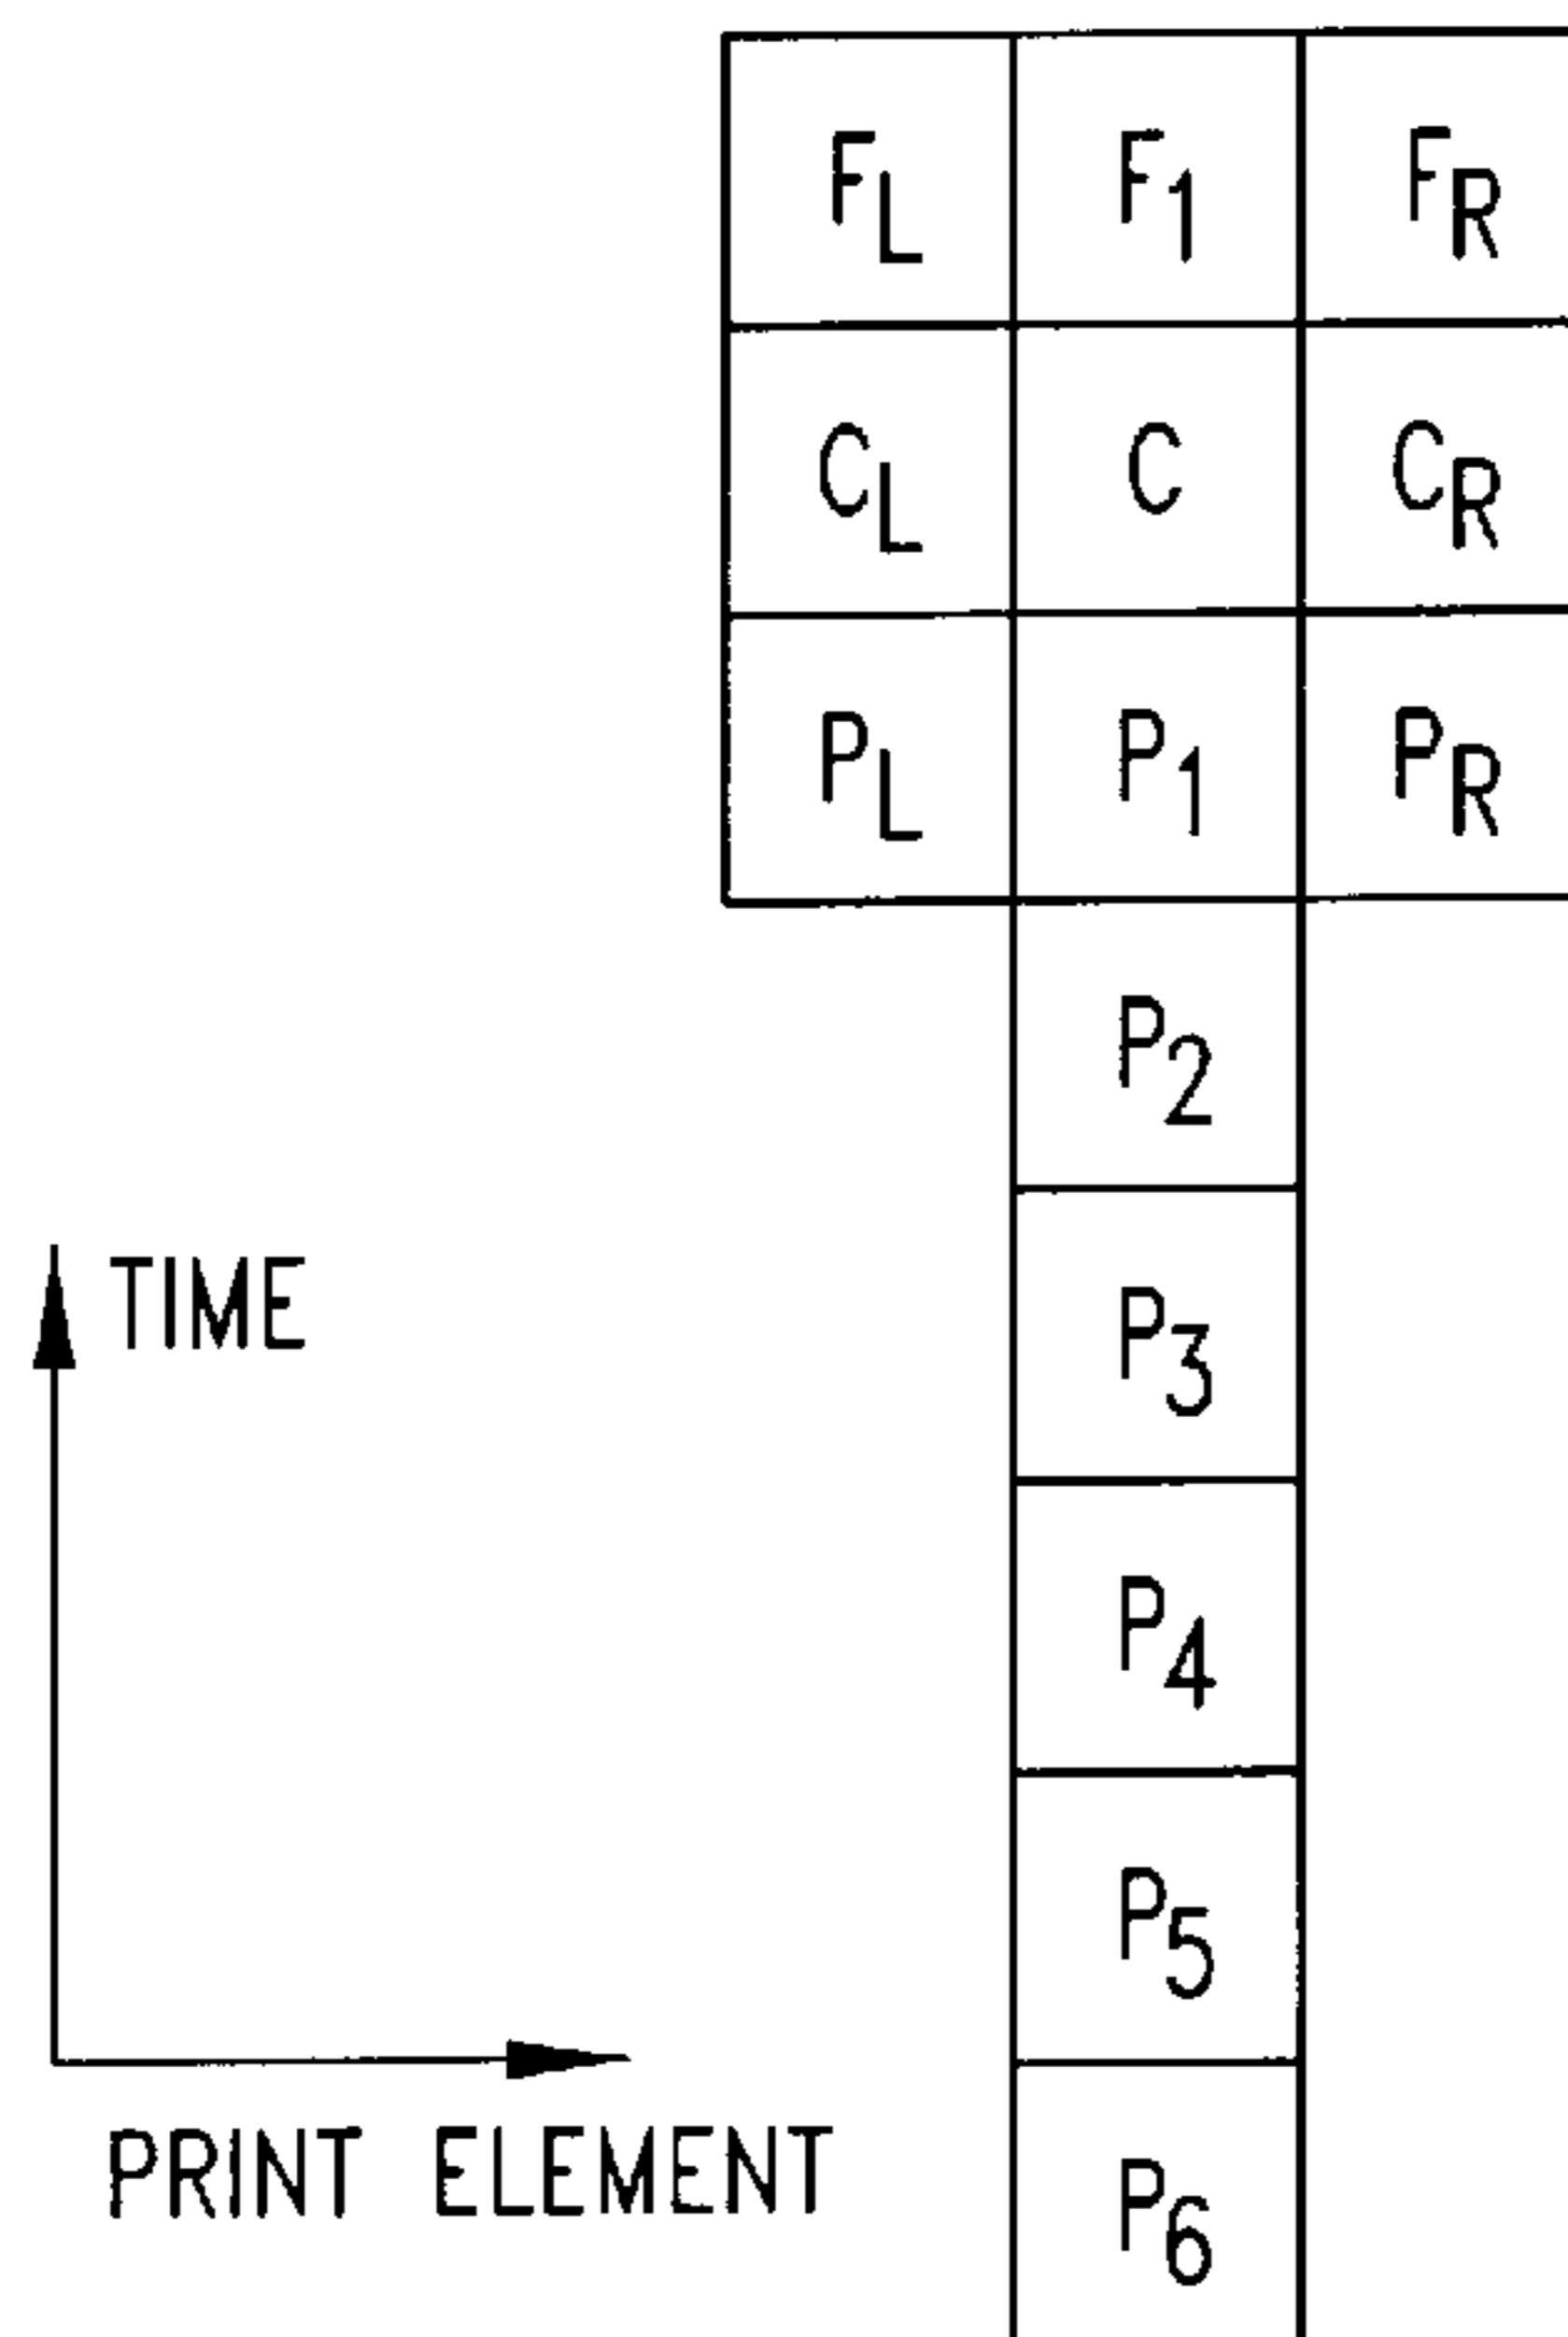 F_L F_1 F_R
C_L C C_R
P_L P_1 P_R
P_2
TIME
P_3
P_4
P_5
PRINT ELEMENT
P_6